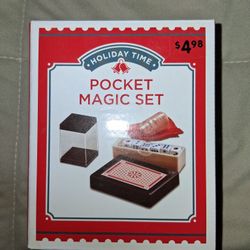 HOLIDAY TIME
$4.98
POCKET
MAGIC SET